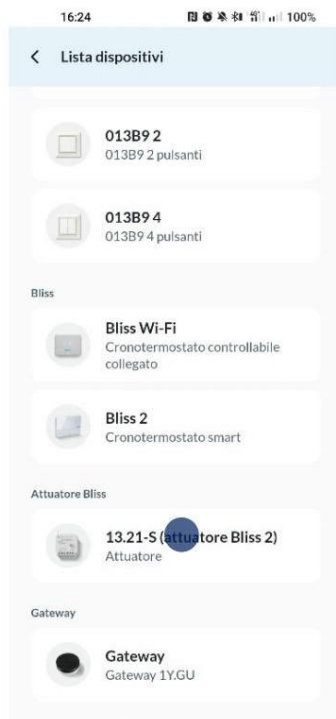 16:24
100%
Lista dispositivi
013B9 2
013B9 2 pulsanti
013B9 4
013B9 4 pulsanti
Bliss
Bliss Wi-Fi
Cronotermostato controllabile
collegato
Bliss 2
Cronotermostato smart
Attuatore Bliss
13.21-S (attuatore Bliss 2)
Attuatore
Gateway
Gateway
Gateway 1Y.GU